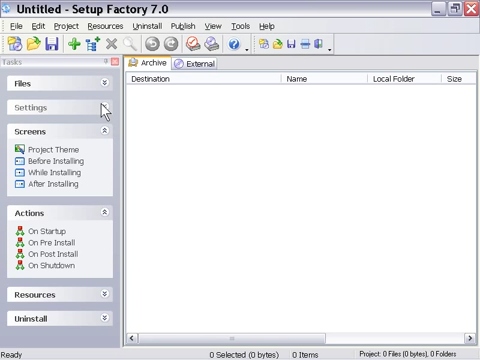 Untitled - Setup Factory 7.0
File Edit Project Resources Uninstall Publish View Tools Help
Tasks
Archive External
Destination Name Local Folder Size
Files
Settings
Screens
Project Theme
Before Installing
While Installing
After Installing
Actions
On Startup
On Pre Install
On Post Install
On Shutdown
Resources
Uninstall
Ready 0 Selected (0 bytes) 0 Items Project: 0 Files (0 bytes), 0 Folders